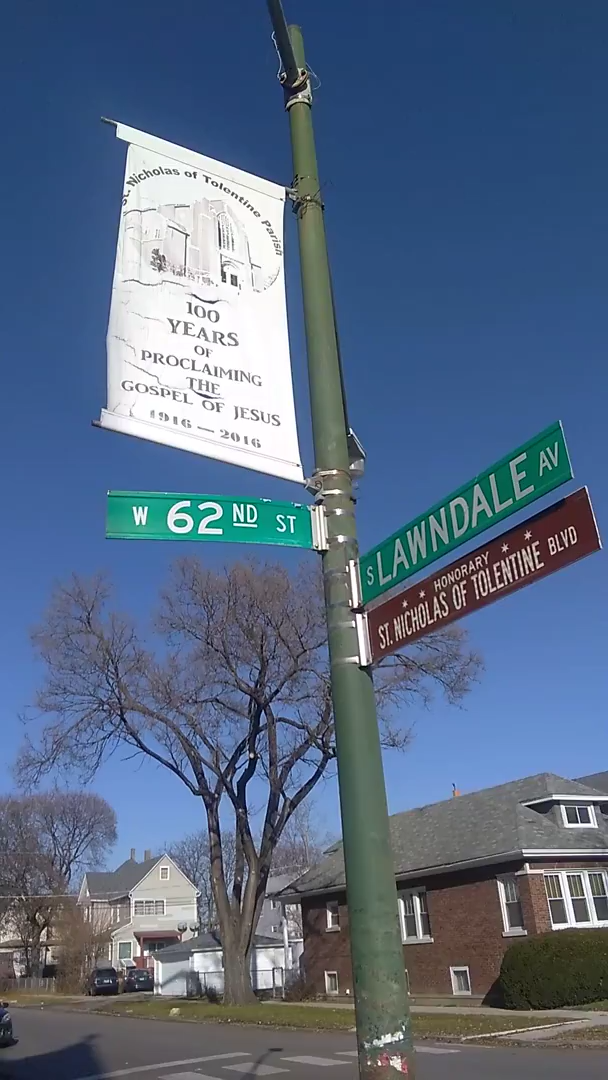 St. Nicholas of Tolentine Parish
100
YEARS
OF
PROCLAIMING
THE
GOSPEL OF JESUS
1916 — 2016
W 62ND ST
S LAWNDALE AV
HONORARY
ST. NICHOLAS OF TOLENTINE BLVD